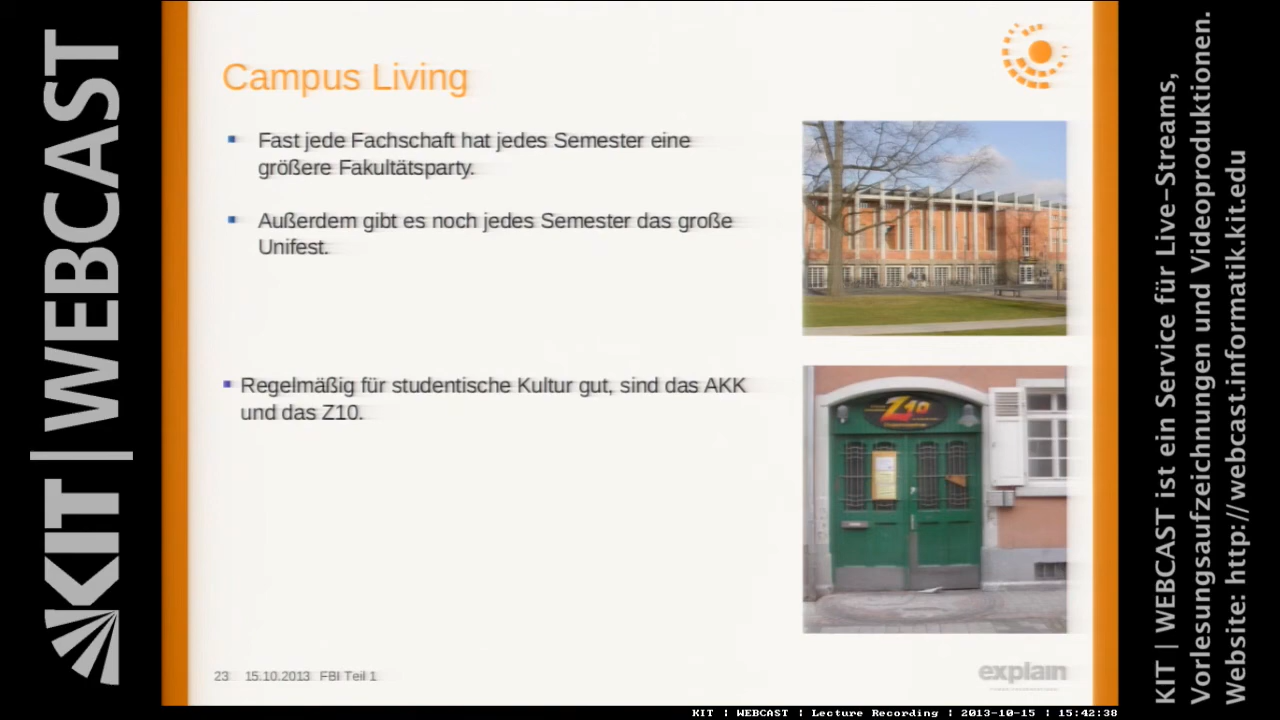 KIT | WEBCAST
Campus Living
Fast jede Fachschaft hat jedes Semester eine
größere Fakultätsparty.
Außerdem gibt es noch jedes Semester das große
Unifest.
Regelmäßig für studentische Kultur gut, sind das AKK
und das Z10.
Z10
23 15.10.2013 FBI Teil 1
explain
KIT | WEBCAST ist ein Service für Live-Streams,
Vorlesungsaufzeichnungen und Videoproduktionen.
Website: http://webcast.informatik.kit.edu
KIT | WEBCAST | Lecture Recording | 2013-10-15 | 15:42:38